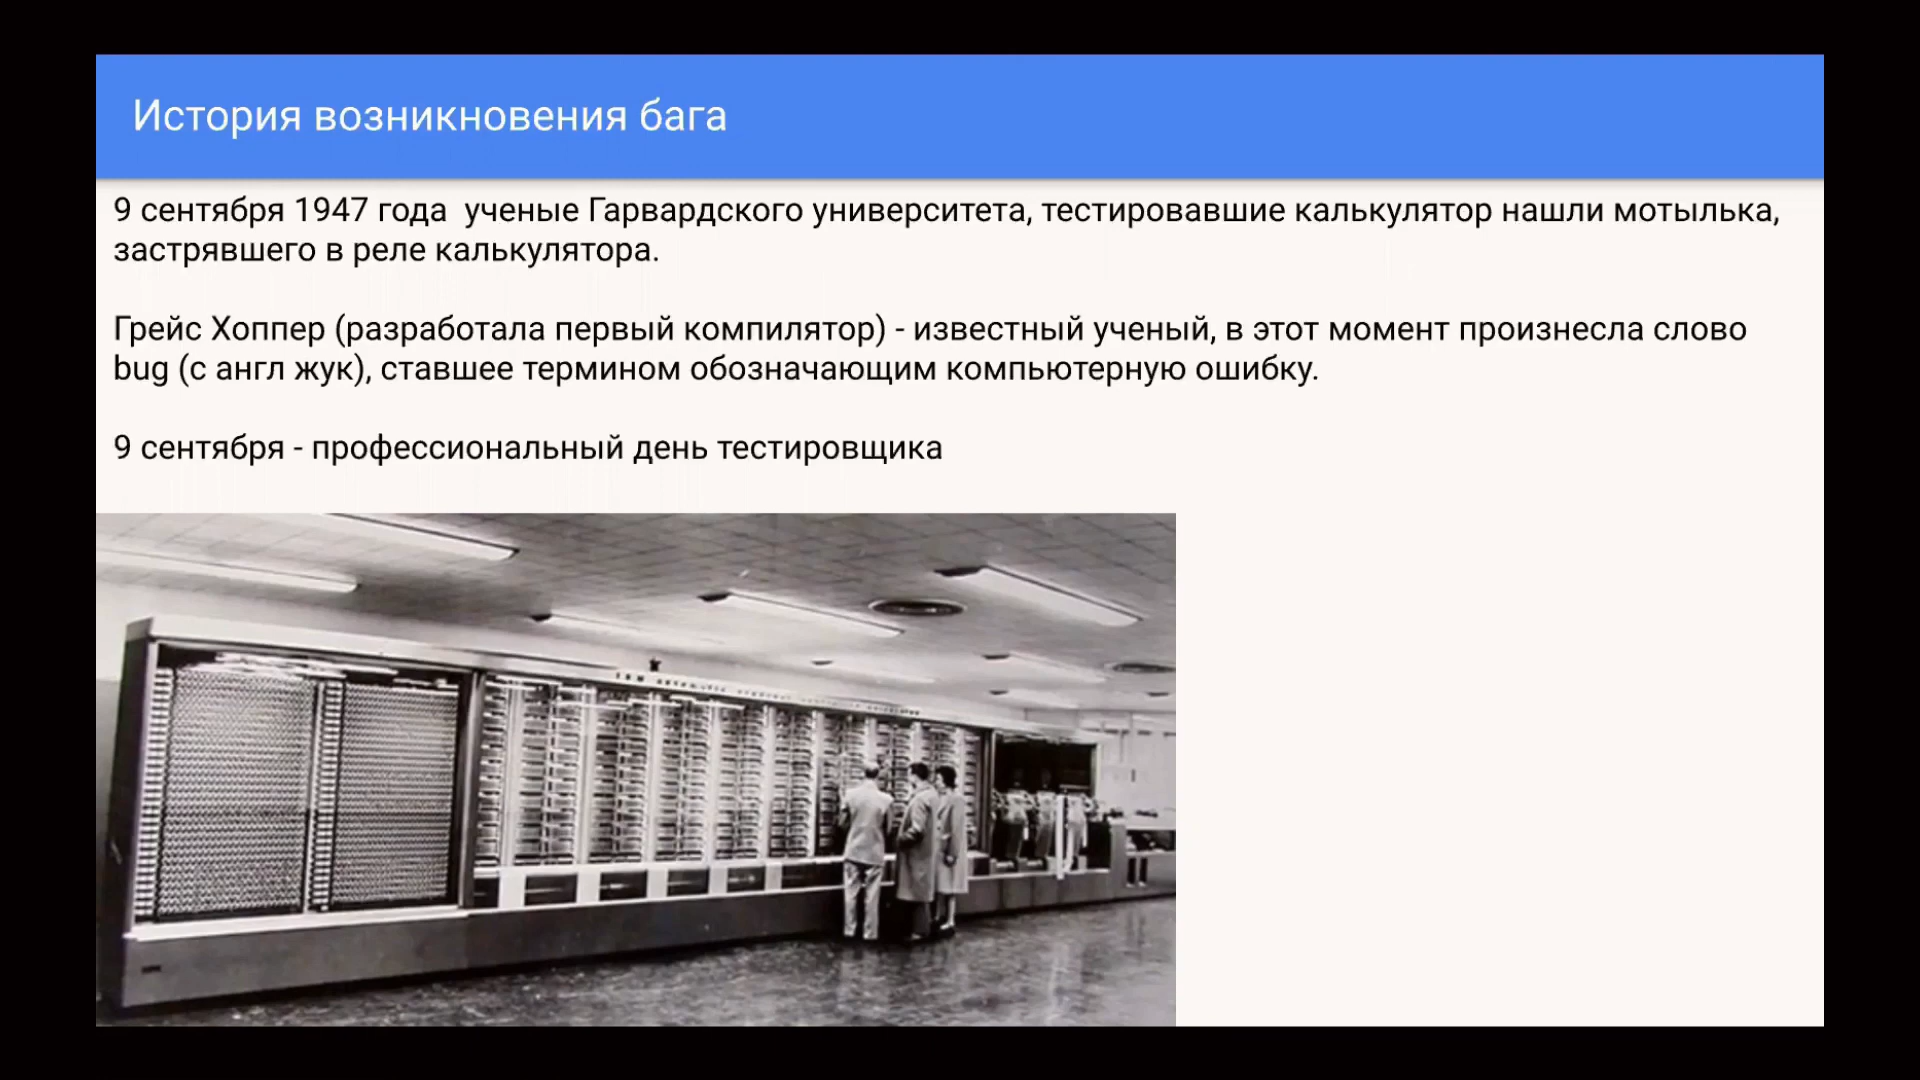 История возникновения бага
9 сентября 1947 года  ученые Гарвардского университета, тестировавшие калькулятор нашли мотылька,
застрявшего в реле калькулятора.
Грейс Хоппер (разработала первый компилятор) - известный ученый, в этот момент произнесла слово
bug (с англ жук), ставшее термином обозначающим компьютерную ошибку.
9 сентября - профессиональный день тестировщика